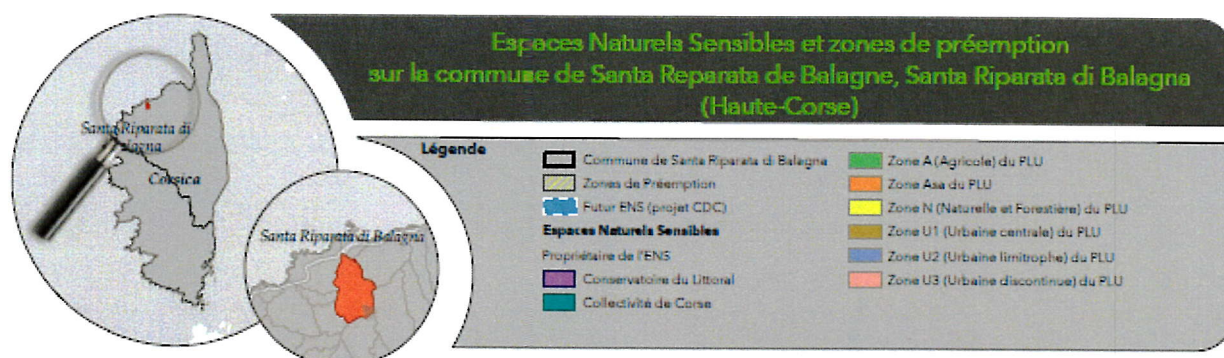 Espaces Naturels Sensibles et zones de préemption
sur la commune de Santa Reparata de Balagne, Santa Riparata di Balagna
(Haute-Corse)
Santa Riparata di
Balagna
Corsica
Santa Riparata di Balagna
Légende
Commune de Santa Riparata di Balagna
Zones de Préemption
Futur ENS (projet CDC)
Espaces Naturels Sensibles
Propriétaire de l'ENS
Conservatoire du Littoral
Collectivité de Corse
Zone A (Agricole) du PLU
Zone Asa du PLU
Zone N (Naturelle et Forestière) du PLU
Zone U1 (Urbaine centrale) du PLU
Zone U2 (Urbaine limitrophe) du PLU
Zone U3 (Urbaine discontinue) du PLU